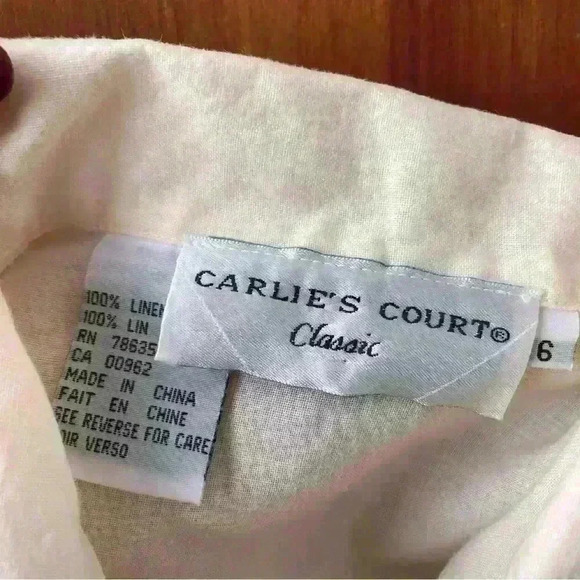 CARLIE'S COURT®
Classic
6
100% LINEN
100% LIN
RN 78635
CA 00962
MADE IN CHINA
FAIT EN CHINE
SEE REVERSE FOR CARE
VOIR VERSO